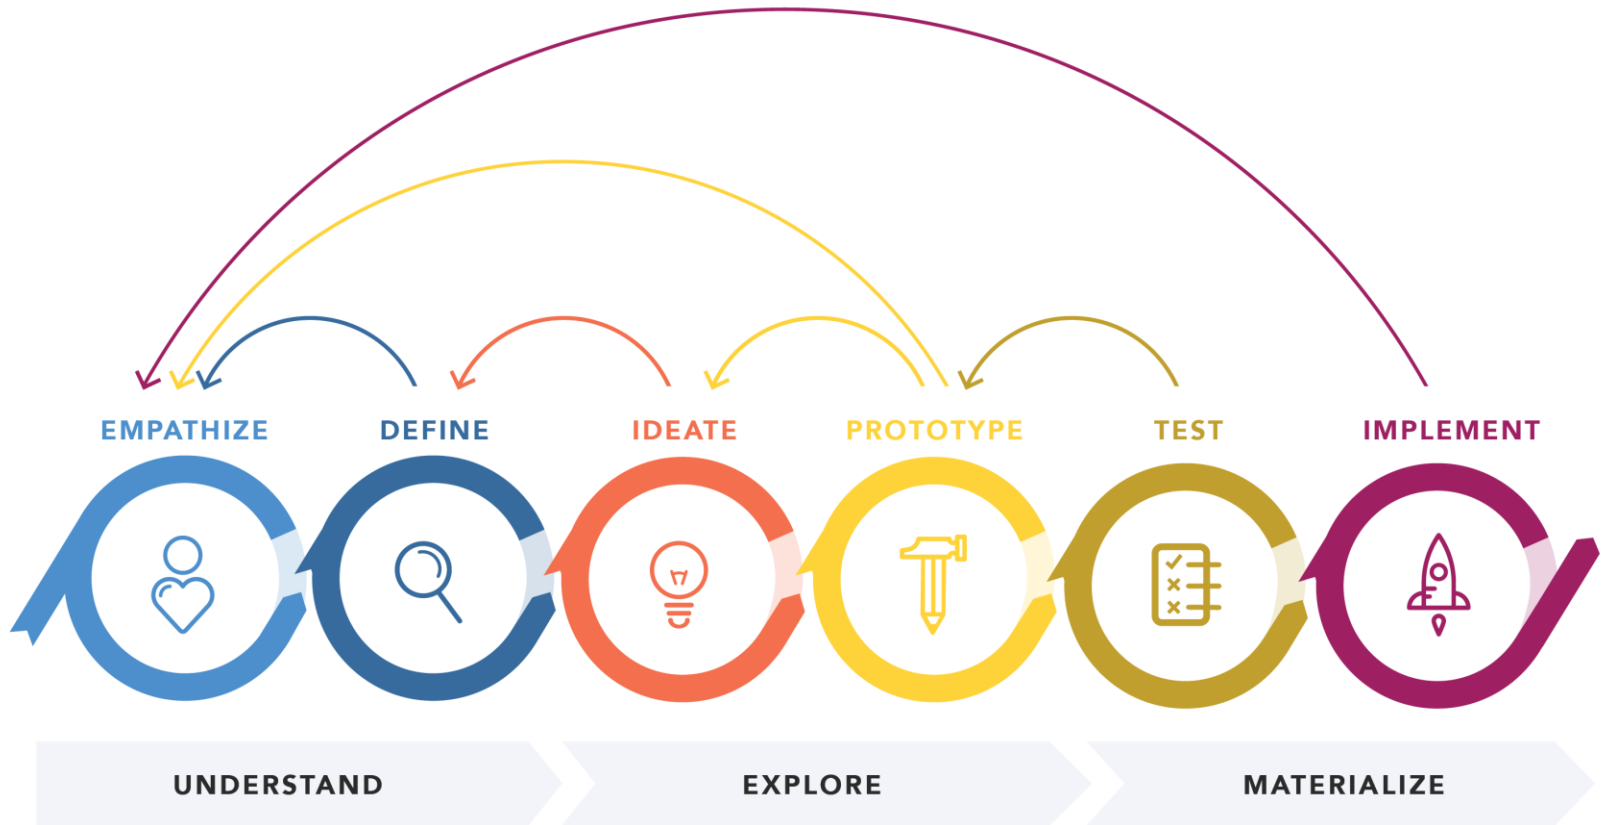 EMPATHIZE
DEFINE
IDEATE
PROTOTYPE
TEST
IMPLEMENT
UNDERSTAND
EXPLORE
MATERIALIZE